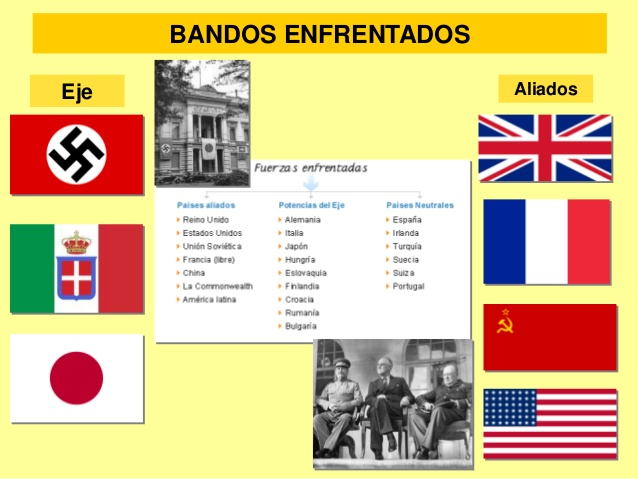 BANDOS ENFRENTADOS
Eje
Aliados
Fuerzas enfrentadas
Paises aliados
Reino Unido
Estados Unidos
Unión Soviética
Francia (libre)
China
La Commonwealth
América latina
Potencias del Eje
Alemania
Italia
Japón
Hungría
Eslovaquia
Finlandia
Croacia
Rumanía
Bulgaria
Paises Neutrales
España
Irlanda
Turquía
Suecia
Suiza
Portugal